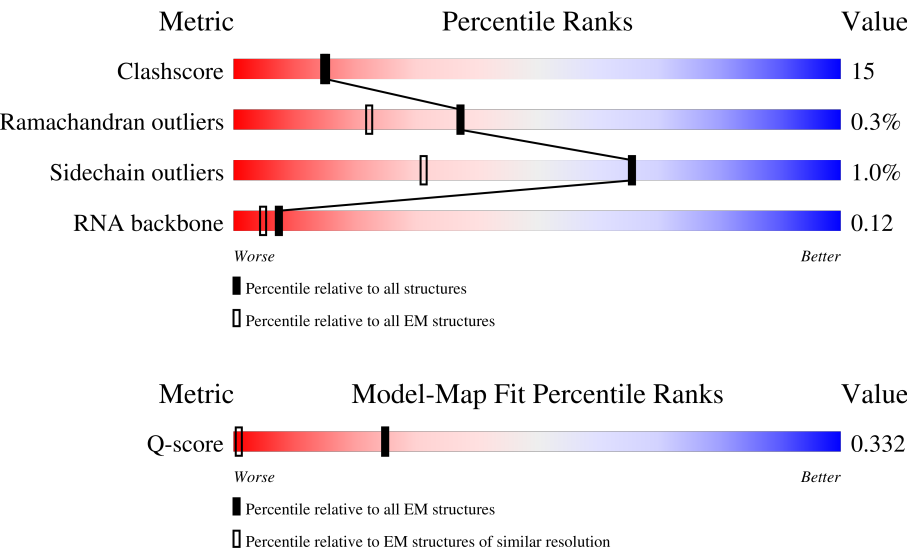 Metric Percentile Ranks Value
Clashscore 15
Ramachandran outliers 0.3%
Sidechain outliers 1.0%
RNA backbone 0.12
Worse Better
Percentile relative to all structures
Percentile relative to all EM structures
Metric Model-Map Fit Percentile Ranks Value
Q-score 0.332
Worse Better
Percentile relative to all EM structures
Percentile relative to EM structures of similar resolution